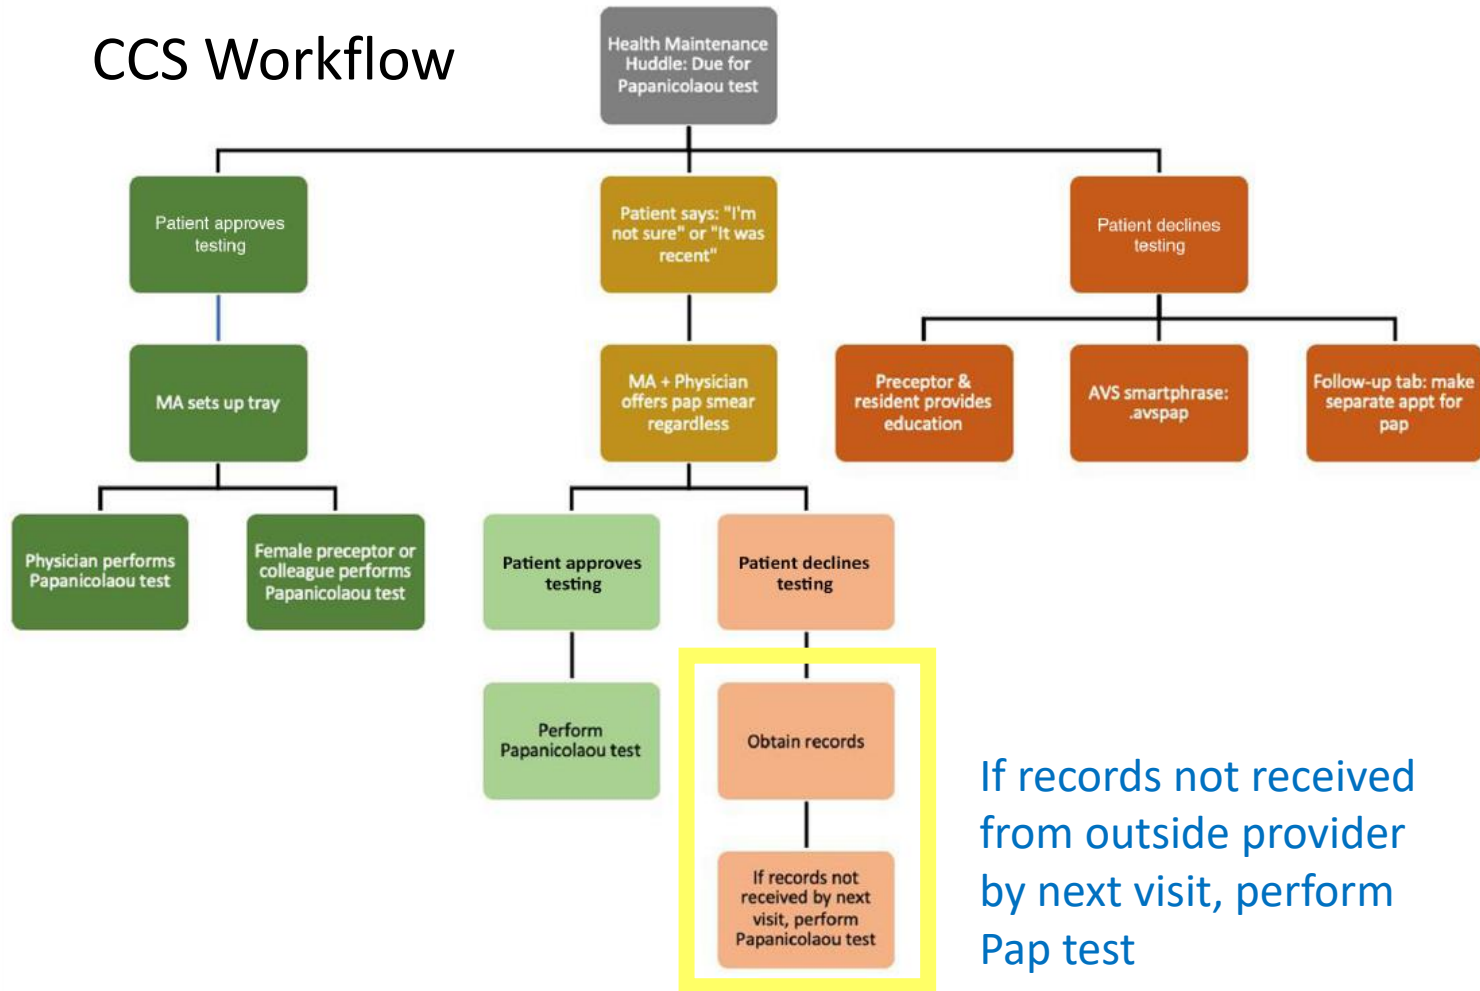 CCS Workflow
Health Maintenance
Huddle: Due for
Papanicolaou test
Patient approves
testing
Patient says: "I'm
not sure" or "It was
recent"
Patient declines
testing
MA sets up tray
MA + Physician
offers pap smear
regardless
Preceptor &
resident provides
education
AVS smartphrase:
.avspap
Follow-up tab: make
separate appt for
pap
Physician performs
Papanicolaou test
Female preceptor or
colleague performs
Papanicolaou test
Patient approves
testing
Patient declines
testing
Perform
Papanicolaou test
Obtain records
If records not
received by next
visit, perform
Papanicolaou test
If records not received
from outside provider
by next visit, perform
Pap test